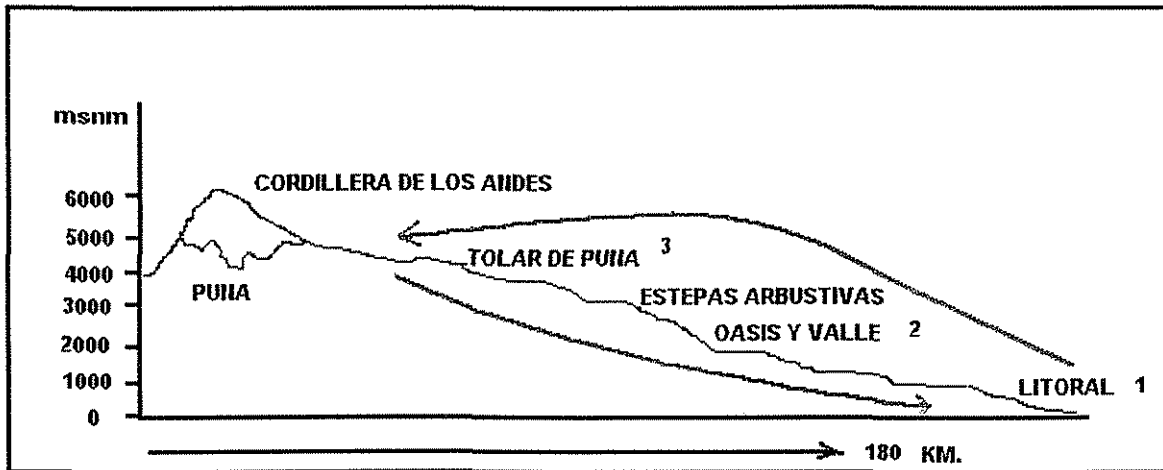 msnm
6000
5000
4000
3000
2000
1000
0
CORDILLERA DE LOS ANDES
PUNA
TOLAR DE PUNA 3
ESTEPAS ARBUSTIVAS
OASIS Y VALLE 2
LITORAL 1
180 KM.